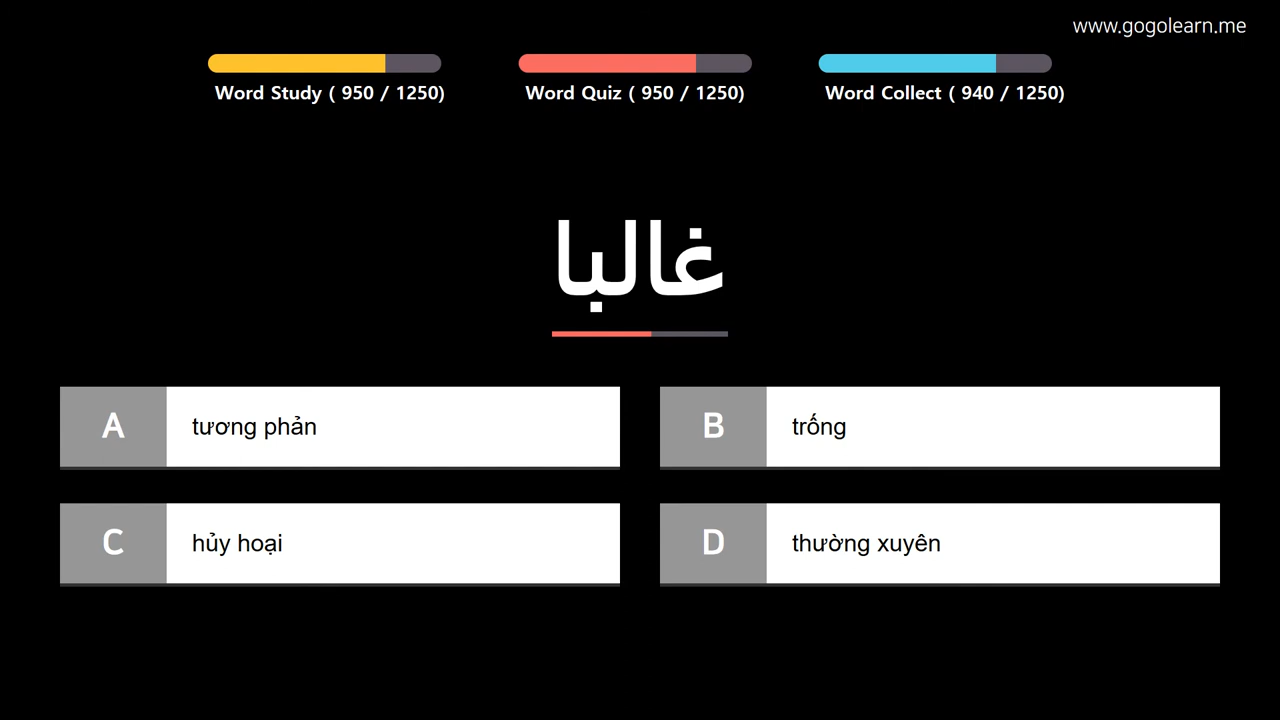 www.gogolearn.me
Word Study ( 950 / 1250)
Word Quiz ( 950 / 1250)
Word Collect ( 940 / 1250)
غالبا
A tương phản
B trống
C hủy hoại
D thường xuyên